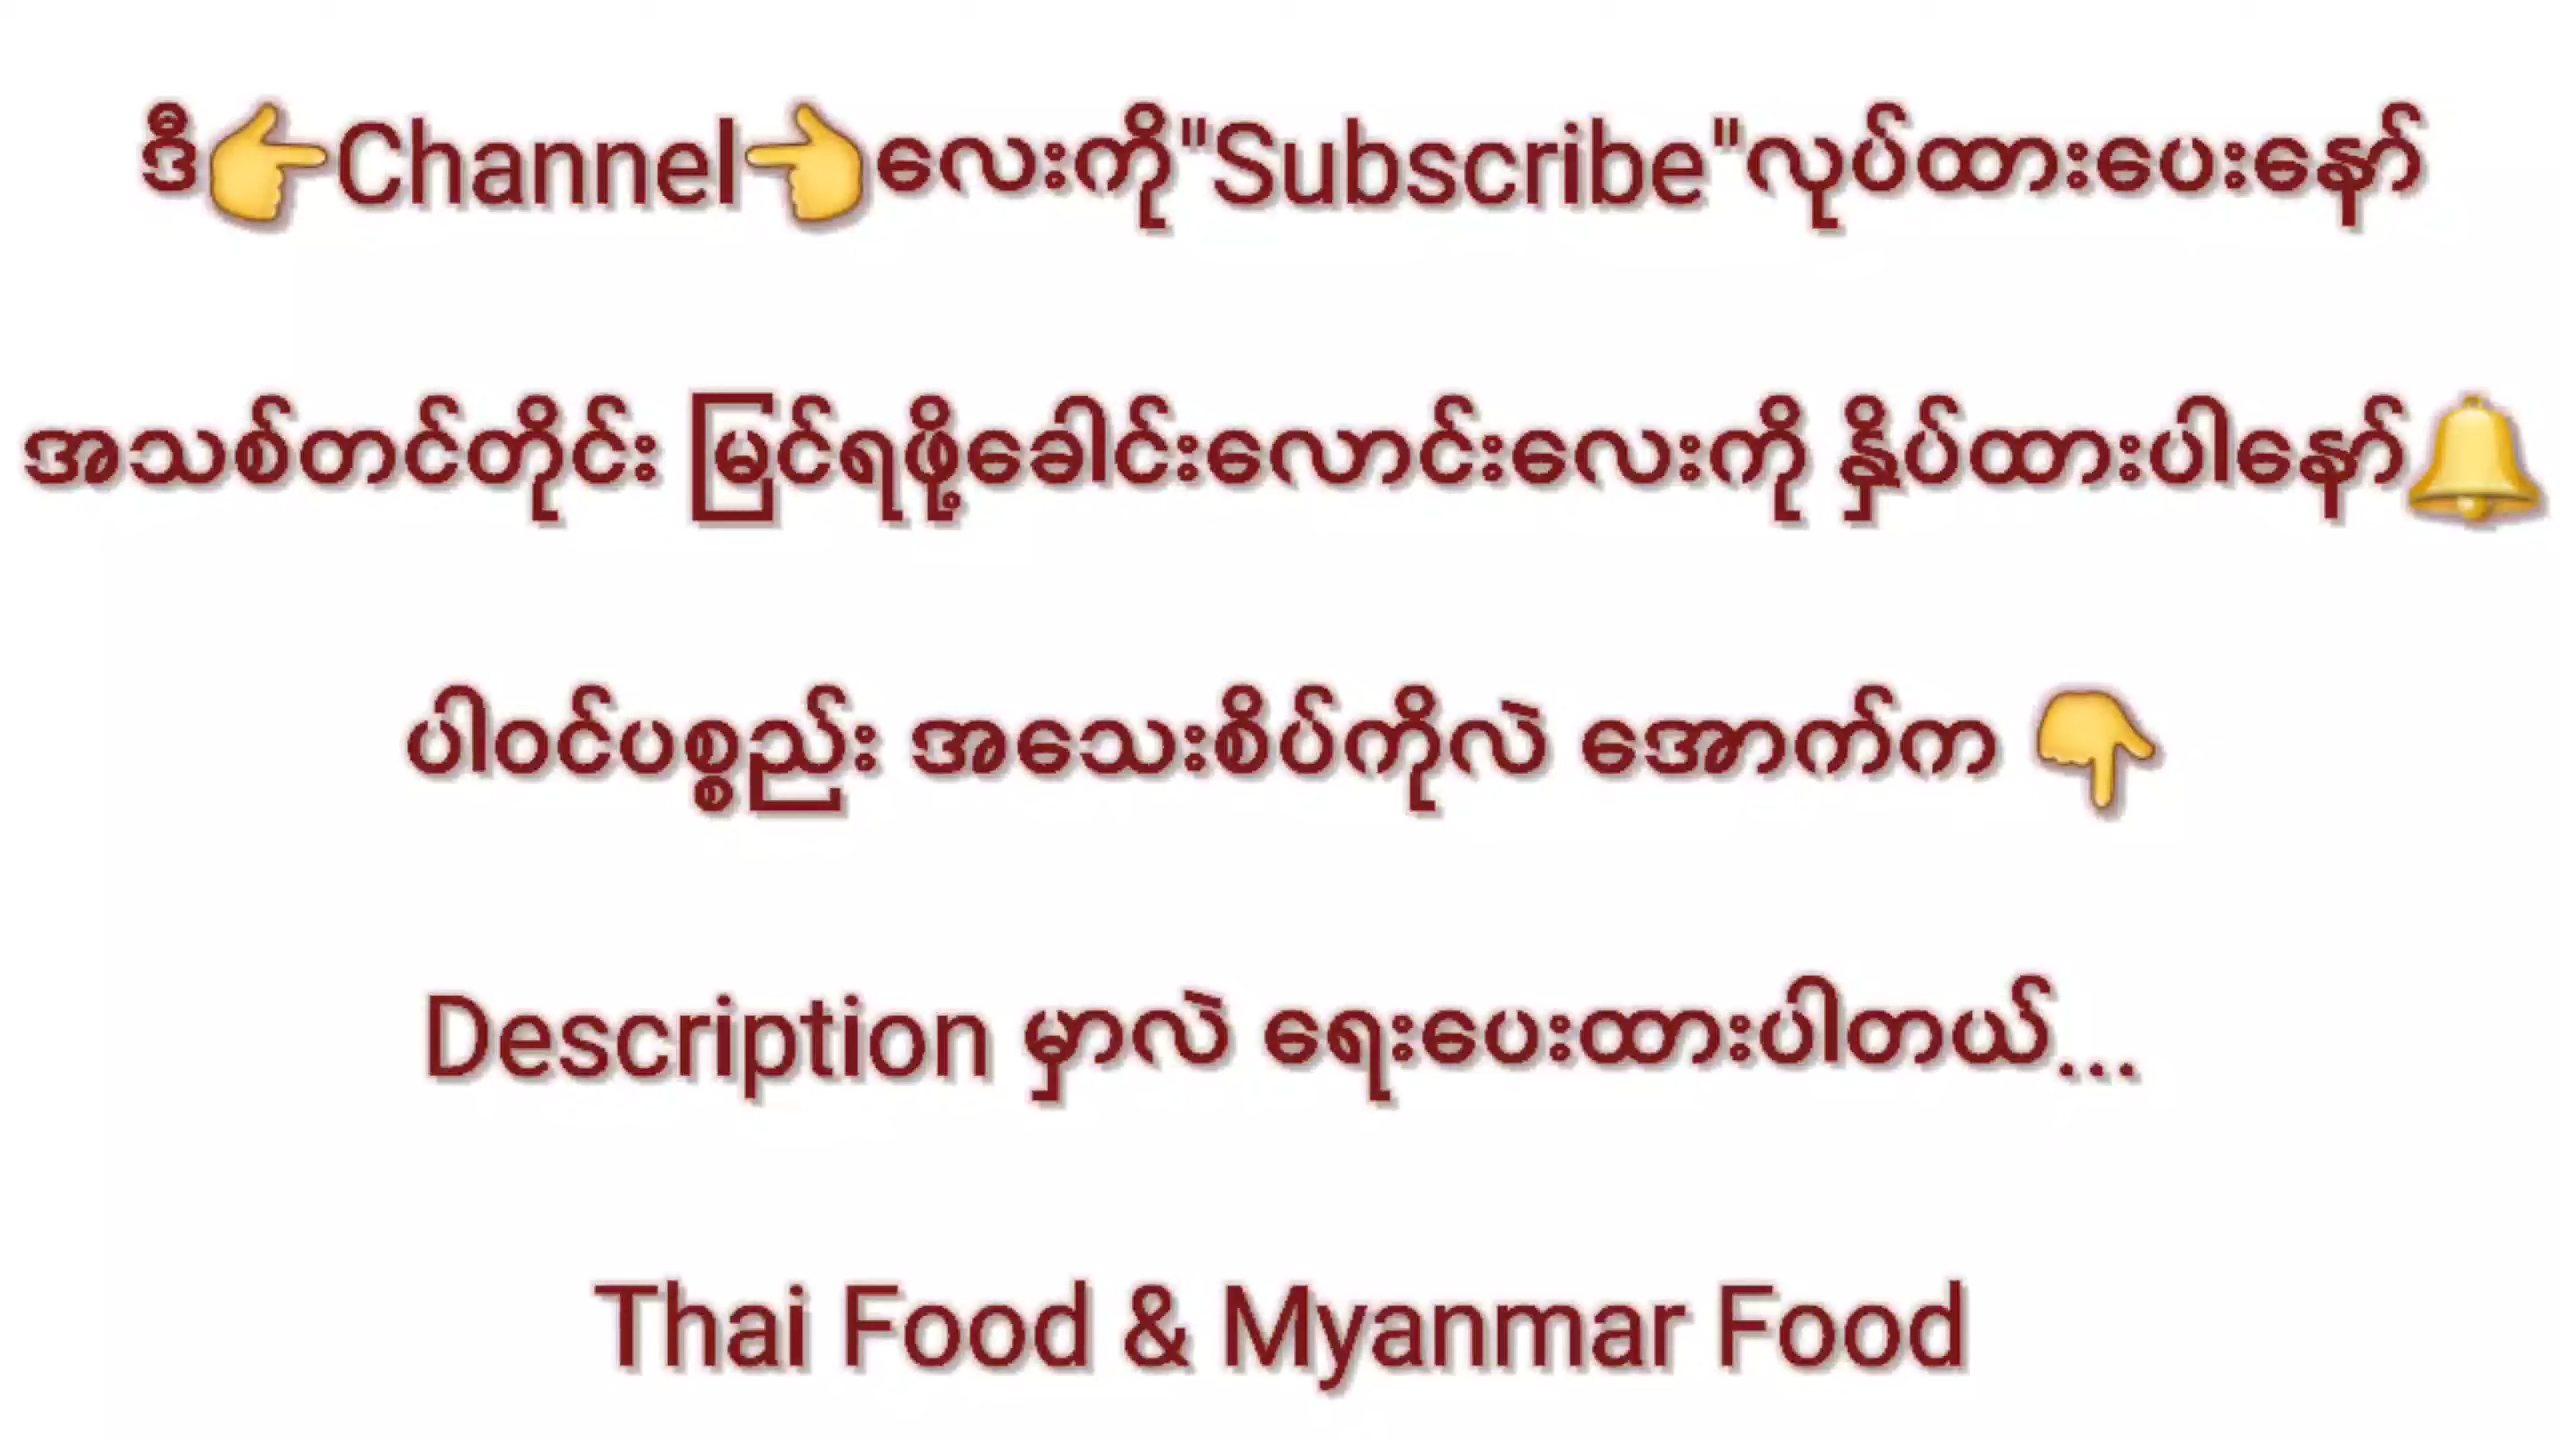 ဒီ👉Channel👈လေးကို"Subscribe"လုပ်ထားပေးနော်
အသစ်တင်တိုင်း မြင်ရဖို့ခေါင်းလောင်းလေးကို နှိပ်ထားပါနော်🔔
ပါဝင်ပစ္စည်း အသေးစိပ်ကိုလဲ အောက်က 👇
Description မှာလဲ ရေးပေးထားပါတယ်...
Thai Food & Myanmar Food